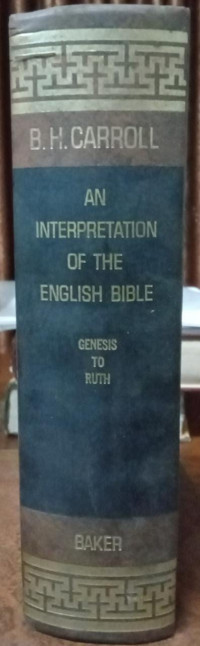 B.H. CARROLL
AN
INTERPRETATION
OF THE
ENGLISH BIBLE
GENESIS
TO
RUTH
BAKER